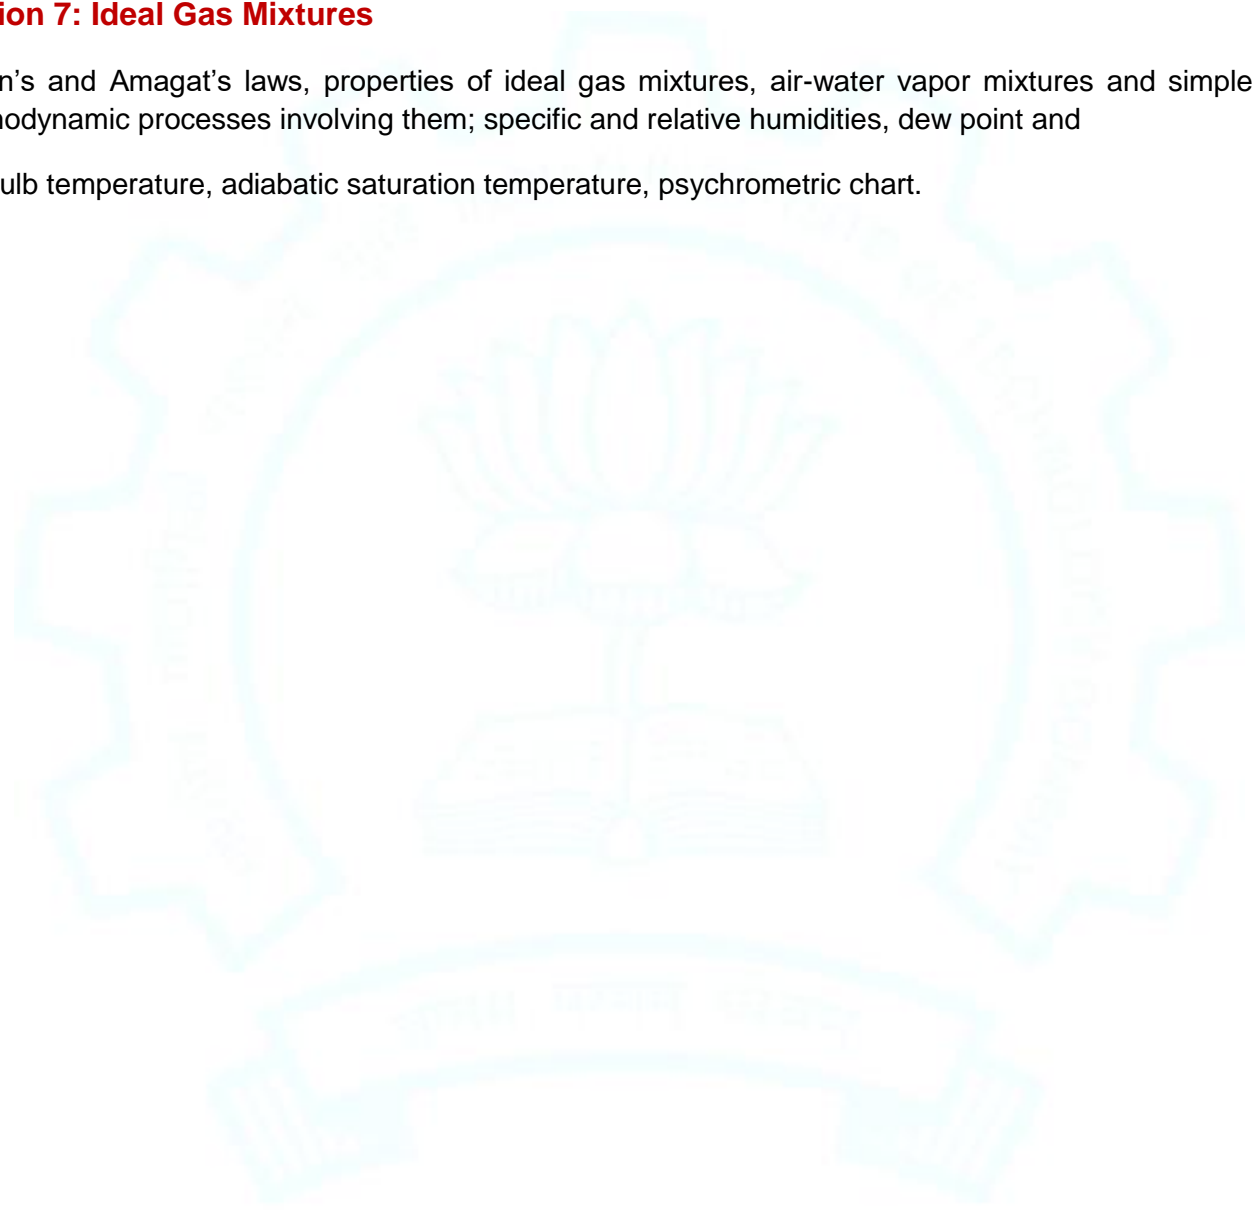 ion 7: Ideal Gas Mixtures
n’s and Amagat’s laws, properties of ideal gas mixtures, air-water vapor mixtures and simple
nodynamic processes involving them; specific and relative humidities, dew point and
ulb temperature, adiabatic saturation temperature, psychrometric chart.